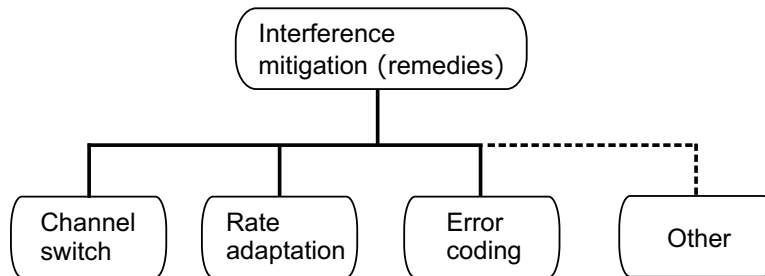 Interference
mitigation (remedies)
Channel
switch
Rate
adaptation
Error
coding
Other